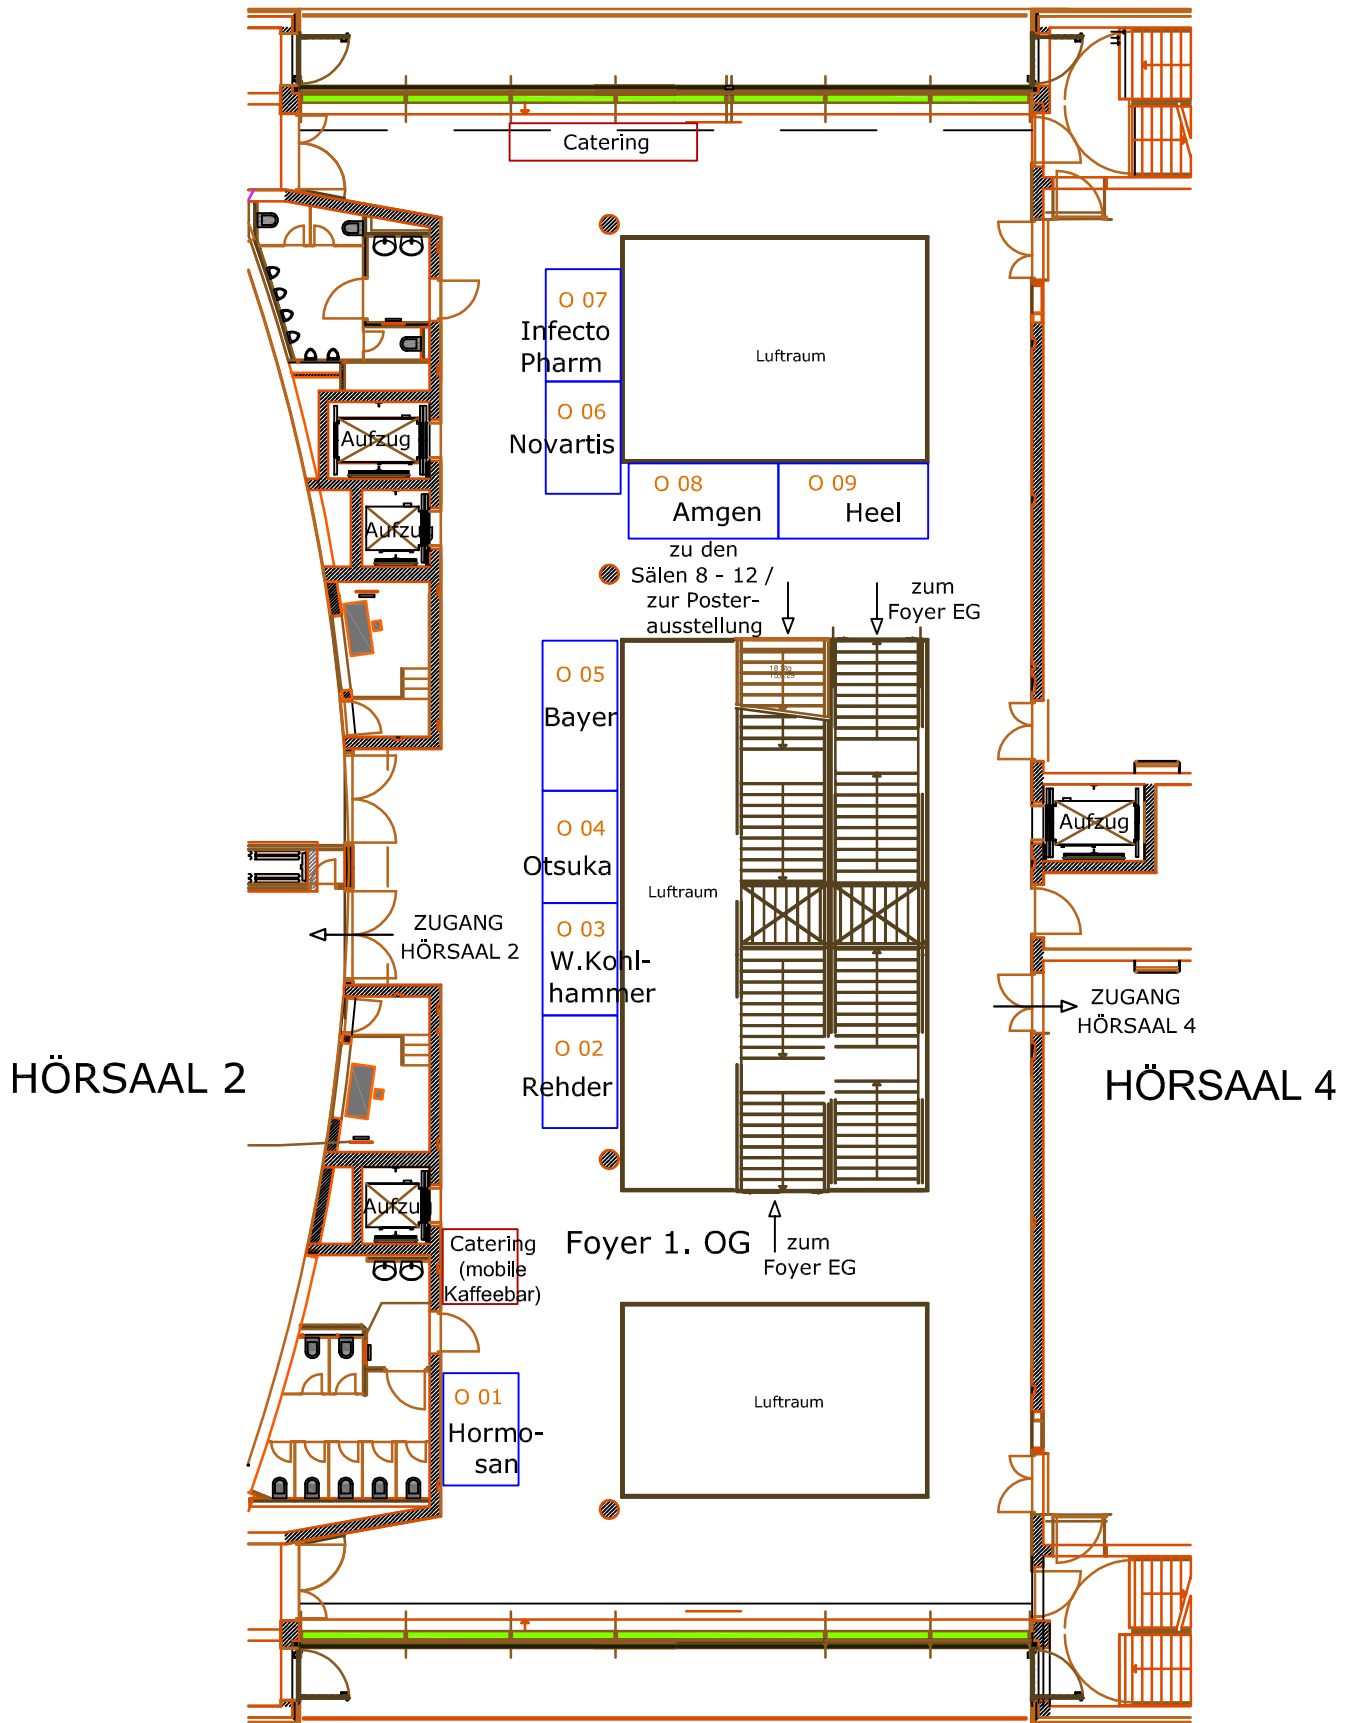 Catering
O 07
Infecto
Pharm
Luftraum
O 06
Novartis
Aufzug
O 08
Amgen
O 09
Heel
Aufzug
zu den
Sälen 8 - 12 /
zur Poster-
ausstellung
zum
Foyer EG
O 05
Bayer
O 04
Otsuka
Luftraum
Aufzug
ZUGANG
HÖRSAAL 2
O 03
W.Kohl-
hammer
ZUGANG
HÖRSAAL 4
HÖRSAAL 2
O 02
Rehder
HÖRSAAL 4
Aufzug
Catering
(mobile
Kaffeebar)
Foyer 1. OG
zum
Foyer EG
O 01
Hormo-
san
Luftraum